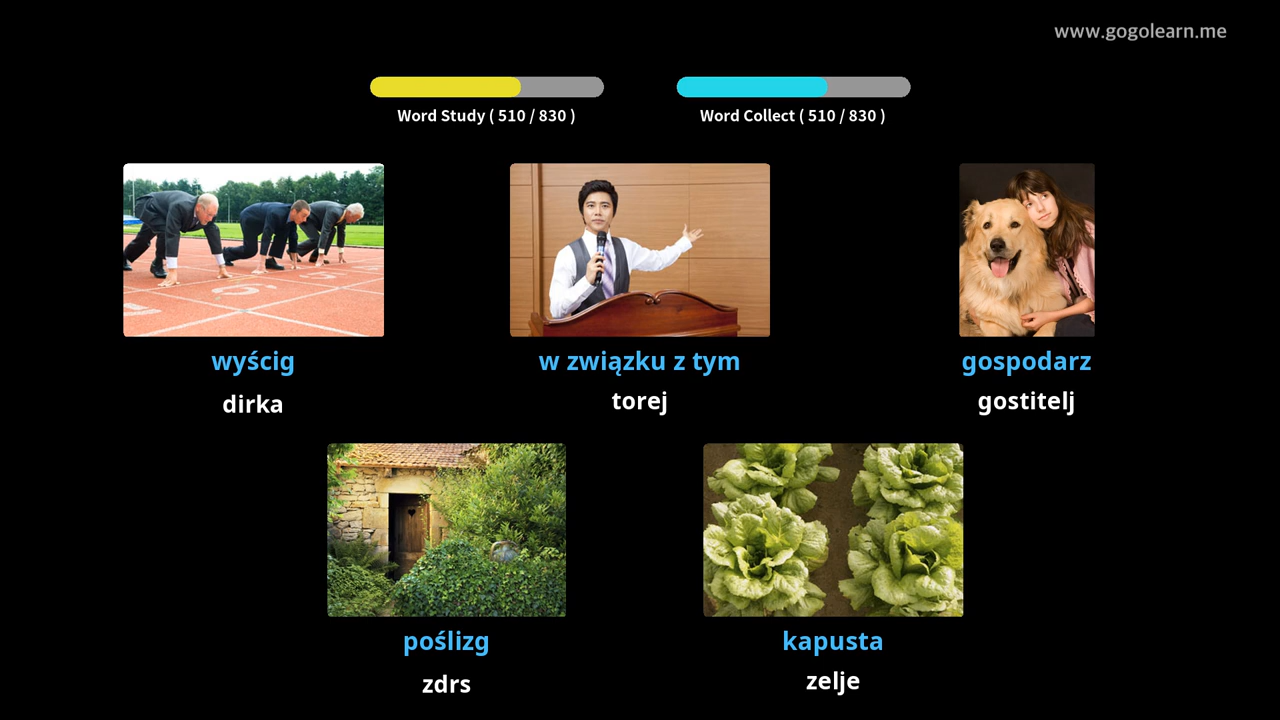 www.gogolearn.me
Word Study ( 510 / 830 )
Word Collect ( 510 / 830 )
wyścig
dirka
w związku z tym
torej
gospodarz
gostitelj
poślizg
zdrs
kapusta
zelje